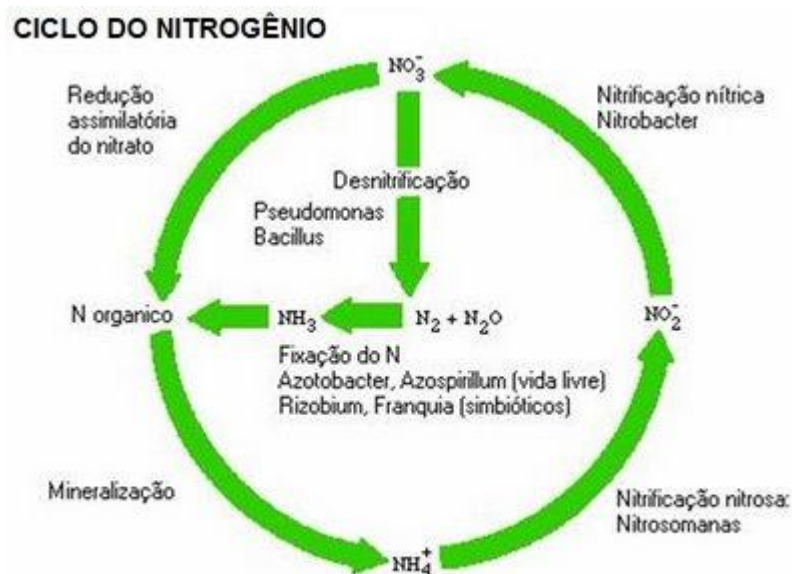 CICLO DO NITROGÊNIO
NO₃⁻
Redução
assimilatória
do nitrato
Nitrificação nítrica
Nitrobacter
Desnitrificação
Pseudomonas
Bacillus
N organico
NH₃
N₂ + N₂O
NO₂⁻
Fixação do N
Azotobacter, Azospirillum (vida livre)
Rizobium, Franquia (simbióticos)
Mineralização
Nitrificação nitrosa:
Nitrosomanas
NH₄⁺